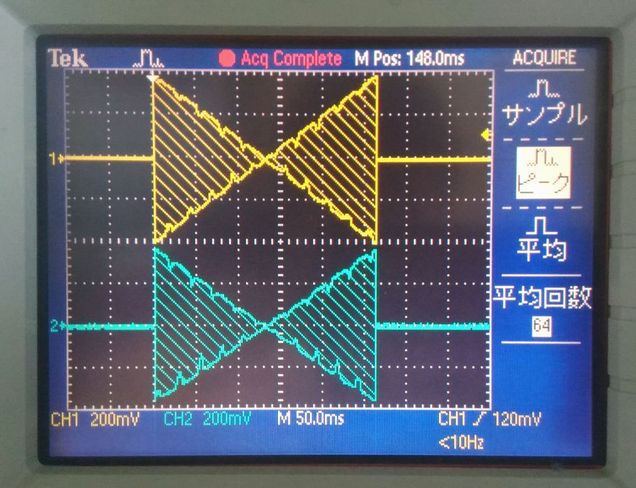 Tek
Acq Complete
M Pos: 148.0ms
ACQUIRE
サンプル
ピーク
平均
平均回数
64
1
2
CH1 200mV
CH2 200mV
M 50.0ms
CH1 120mV
<10Hz